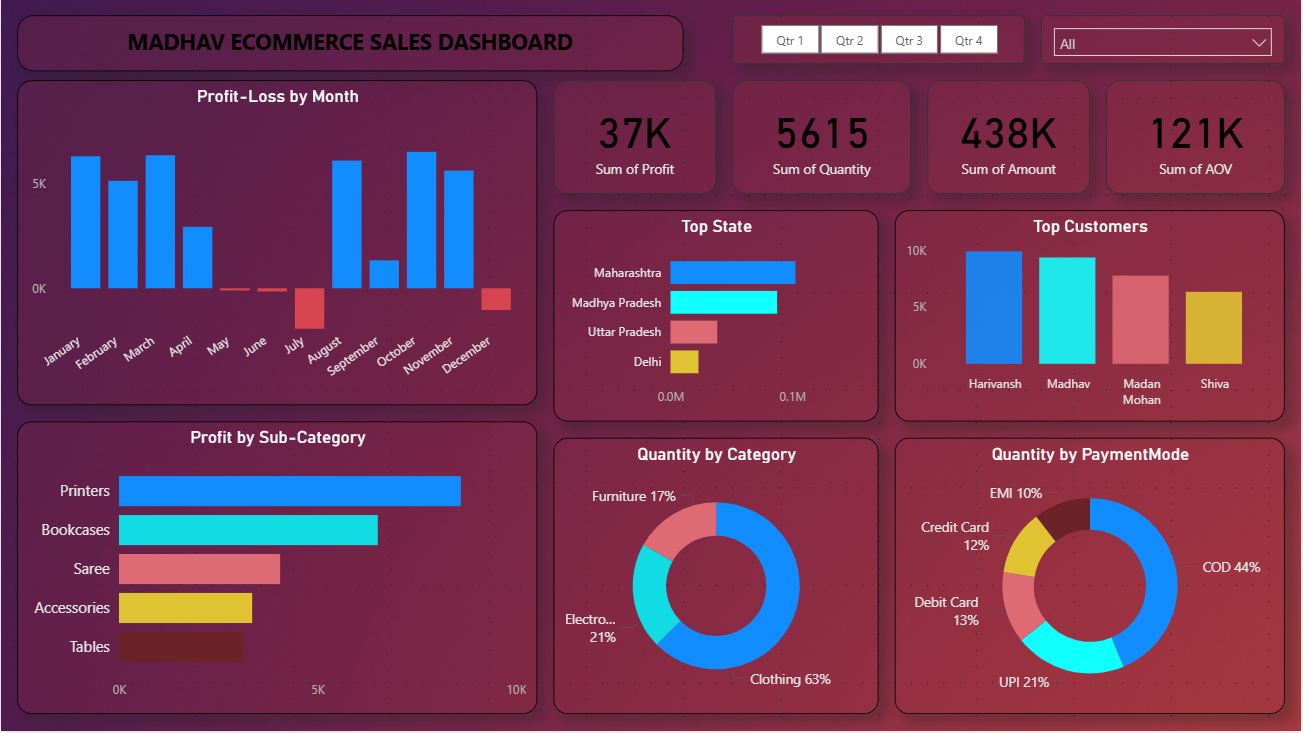 MADHAV ECOMMERCE SALES DASHBOARD
Qtr 1 Qtr 2 Qtr 3 Qtr 4
All
Profit-Loss by Month
5K
0K
January February March April May June July August September October November December
37K
Sum of Profit
5615
Sum of Quantity
438K
Sum of Amount
121K
Sum of AOV
Top State
Maharashtra
Madhya Pradesh
Uttar Pradesh
Delhi
0.0M 0.1M
Top Customers
10K
5K
0K
Harivansh Madhav Madan Shiva
Mohan
Profit by Sub-Category
Printers
Bookcases
Saree
Accessories
Tables
0K 5K 10K
Quantity by Category
Furniture 17%
Electro...
21%
Clothing 63%
Quantity by PaymentMode
EMI 10%
Credit Card
12%
COD 44%
Debit Card
13%
UPI 21%